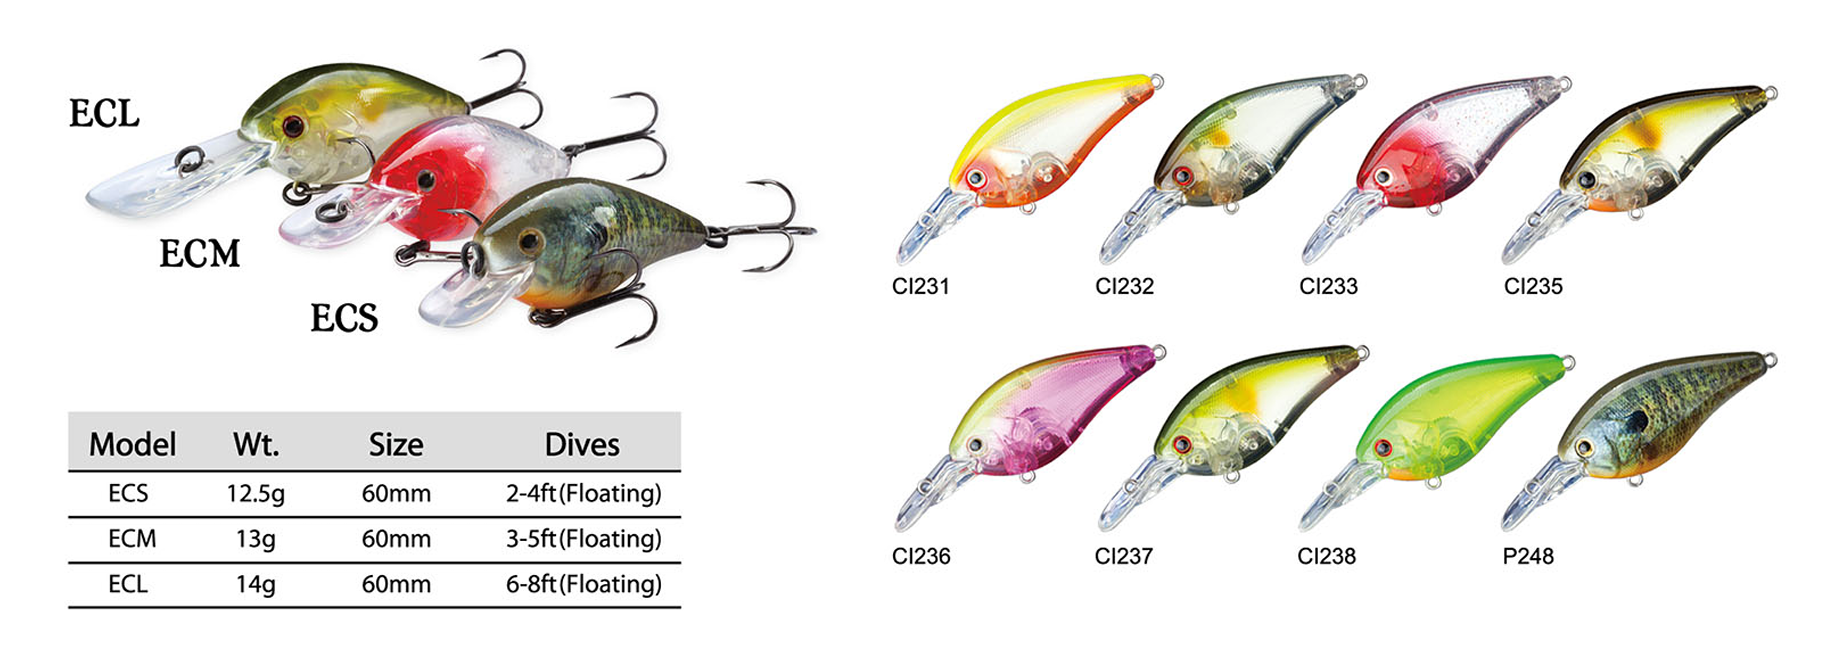 ECL
ECM
ECS
Model Wt. Size Dives
ECS 12.5g 60mm 2-4ft(Floating)
ECM 13g 60mm 3-5ft(Floating)
ECL 14g 60mm 6-8ft(Floating)
CI231 CI232 CI233 CI235
CI236 CI237 CI238 P248